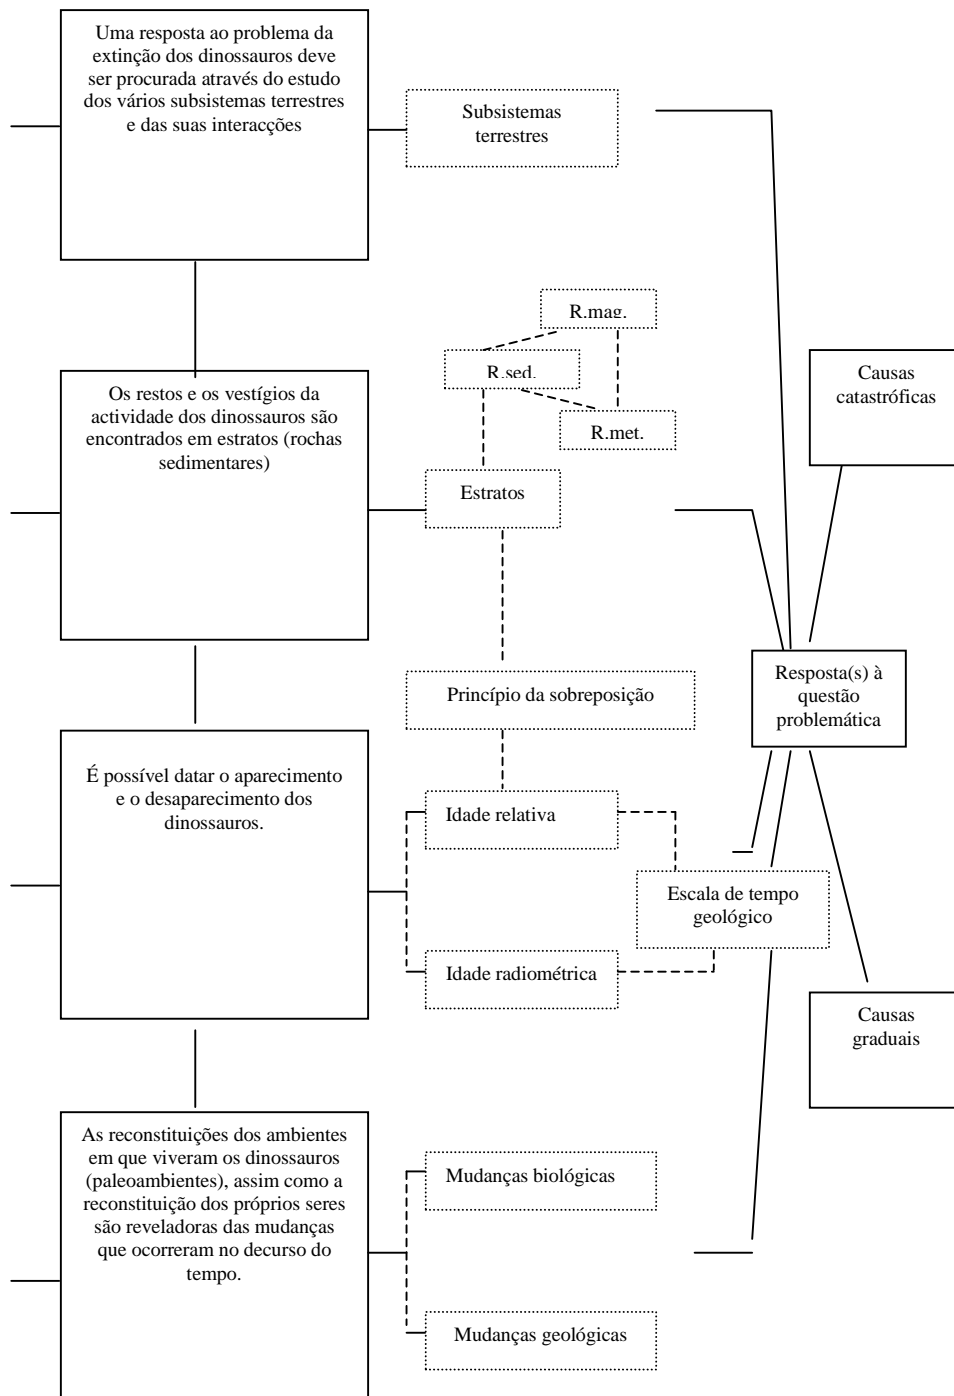 Uma resposta ao problema da
extinção dos dinossauros deve
ser procurada através do estudo
dos vários subsistemas terrestres
e das suas interacções
Subsistemas
terrestres
R.mag.
R.sed.
R.met.
Os restos e os vestígios da
actividade dos dinossauros são
encontrados em estratos (rochas
sedimentares)
Estratos
Causas
catastróficas
Princípio da sobreposição
Resposta(s) à
questão
problemática
É possível datar o aparecimento
e o desaparecimento dos
dinossauros.
Idade relativa
Escala de tempo
geológico
Idade radiométrica
Causas
graduais
As reconstituições dos ambientes
em que viveram os dinossauros
(paleoambientes), assim como a
reconstituição dos próprios seres
são reveladoras das mudanças
que ocorreram no decurso do
tempo.
Mudanças biológicas
Mudanças geológicas